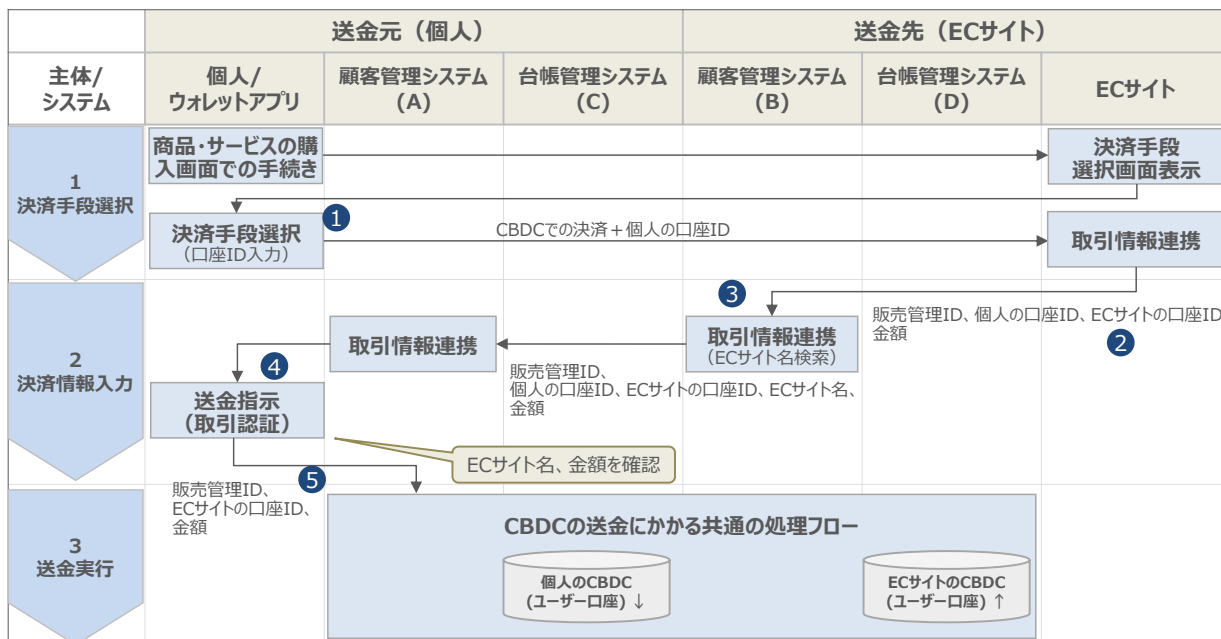 送金元（個人）
送金先（ECサイト）
主体/
システム
個人/
ウォレットアプリ
顧客管理システム
(A)
台帳管理システム
(C)
顧客管理システム
(B)
台帳管理システム
(D)
ECサイト
1
決済手段選択
商品・サービスの購
入画面での手続き
決済手段
選択画面表示
1
決済手段選択
（口座ID入力）
CBDCでの決済＋個人の口座ID
取引情報連携
2
決済情報入力
3
販売管理ID、個人の口座ID、ECサイトの口座ID
金額
2
取引情報連携
（ECサイト名検索）
取引情報連携
販売管理ID、
個人の口座ID、ECサイトの口座ID、ECサイト名、
金額
4
送金指示
（取引認証）
ECサイト名、金額を確認
5
販売管理ID、
ECサイトの口座ID、
金額
3
送金実行
CBDCの送金にかかる共通の処理フロー
個人のCBDC
(ユーザー口座) ↓
ECサイトのCBDC
(ユーザー口座) ↑